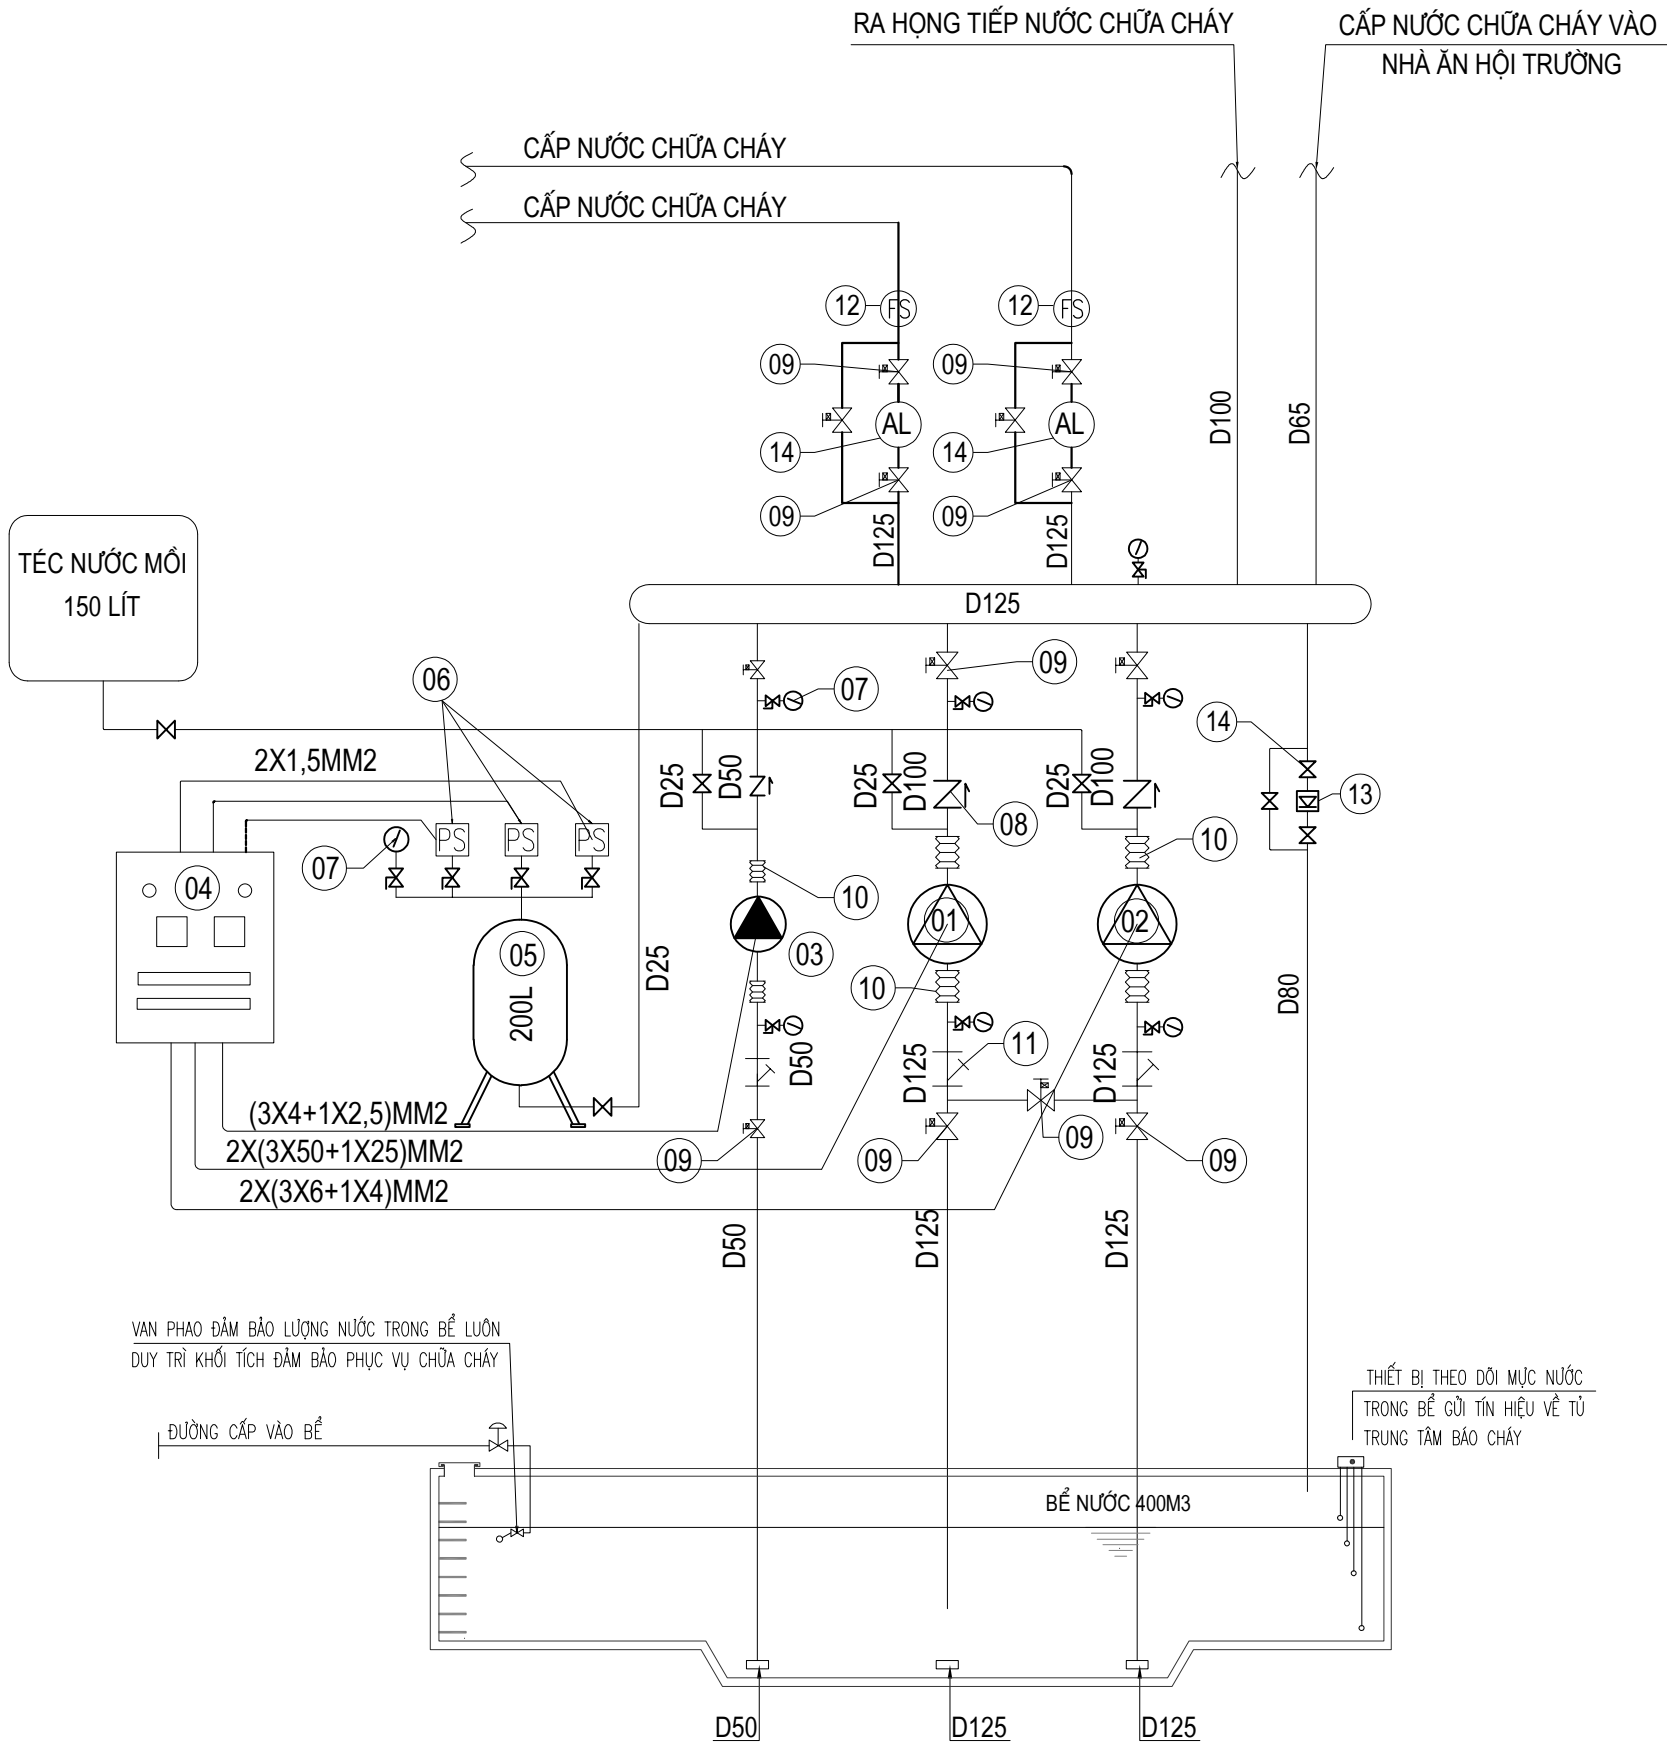 RA HỌNG TIẾP NƯỚC CHỮA CHÁY
CẤP NƯỚC CHỮA CHÁY VÀO
NHÀ ĂN HỘI TRƯỜNG
CẤP NƯỚC CHỮA CHÁY
CẤP NƯỚC CHỮA CHÁY
12
FS
12
FS
09
09
D100
D65
AL
AL
14
14
09
09
D125
D125
TÉC NƯỚC MỒI
150 LÍT
D125
06
07
09
14
2X1,5MM2
D25
D50
D25
D100
D25
D100
13
08
PS
PS
PS
07
10
04
10
01
02
05
03
200L
D25
10
D80
11
D50
D125
D125
(3X4+1X2,5)MM2
2X(3X50+1X25)MM2
2X(3X6+1X4)MM2
09
09
09
09
D50
D125
D125
VAN PHAO ĐẢM BẢO LƯỢNG NƯỚC TRONG BỂ LUÔN
DUY TRÌ KHỐI TÍCH ĐẢM BẢO PHỤC VỤ CHỮA CHÁY
THIẾT BỊ THEO DÕI MỰC NƯỚC
TRONG BỂ GỬI TÍN HIỆU VỀ TỦ
TRUNG TÂM BÁO CHÁY
ĐƯỜNG CẤP VÀO BỂ
BỂ NƯỚC 400M3
D50
D125
D125